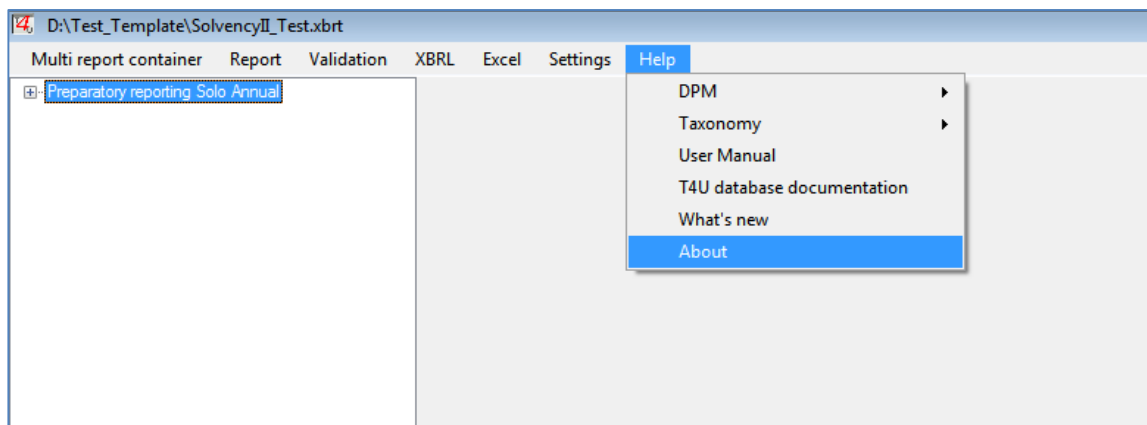 D:\Test_Template\SolvencyII_Test.xbrt
Multi report container Report Validation XBRL Excel Settings Help
Preparatory reporting Solo Annual
DPM
Taxonomy
User Manual
T4U database documentation
What's new
About